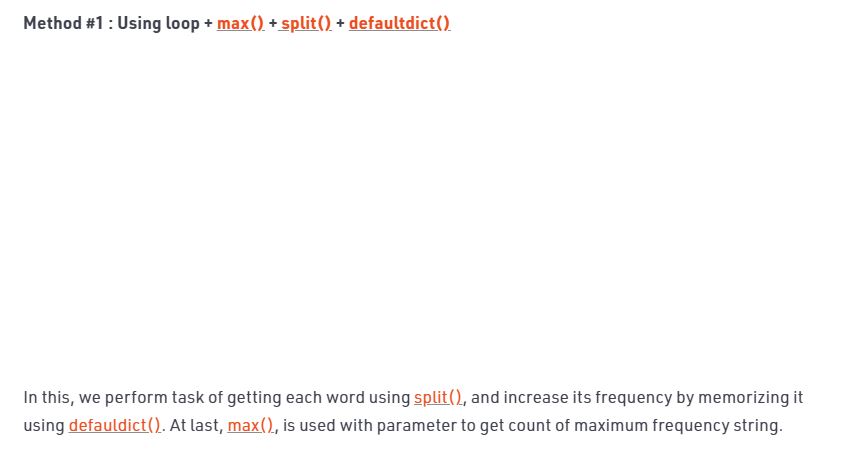 Method #1 : Using loop + max() + split() + defaultdict()
In this, we perform task of getting each word using split(), and increase its frequency by memorizing it
using defauldict(). At last, max(), is used with parameter to get count of maximum frequency string.